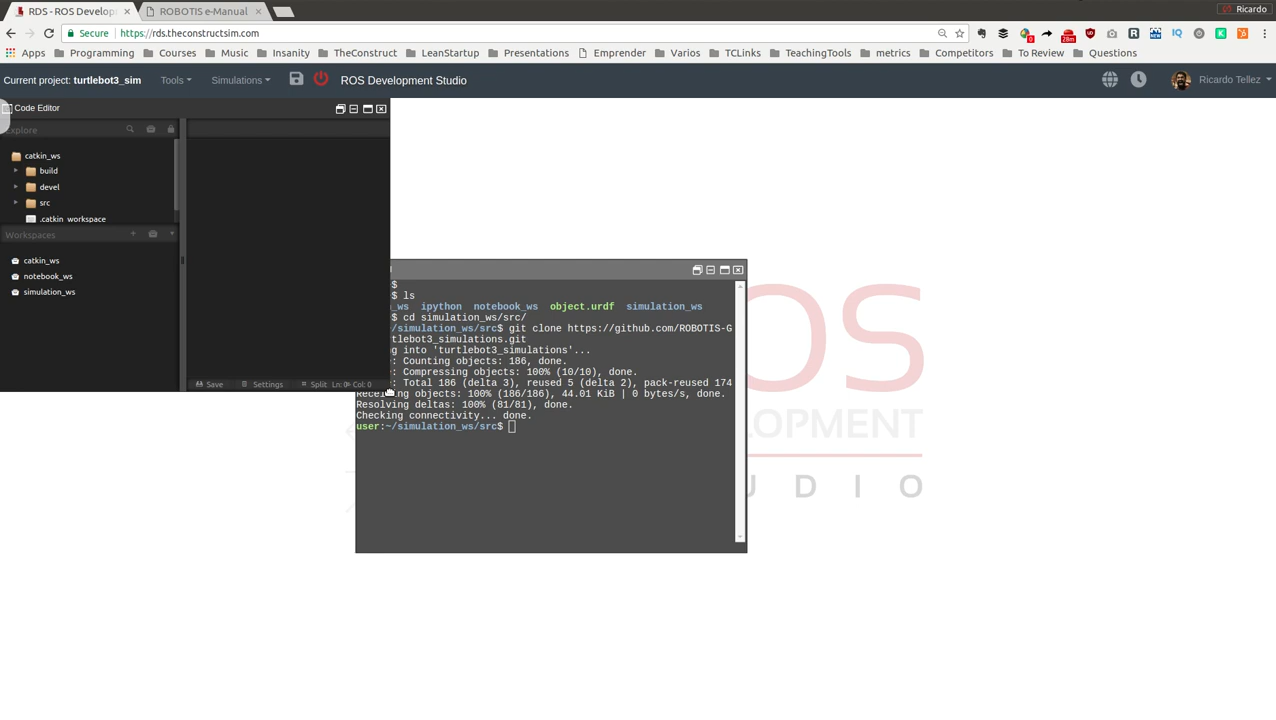 RDS - ROS Develop
ROBOTIS e-Manual
Ricardo
Secure
https://rds.theconstructsim.com
Apps
Programming
Courses
Music
Insanity
TheConstruct
LeanStartup
Presentations
Emprender
Varios
TCLinks
TeachingTools
metrics
Competitors
To Review
Questions
Current project: turtlebot3_sim
Tools
Simulations
ROS Development Studio
Ricardo Tellez
Code Editor
Explore
catkin_ws
build
devel
src
.catkin_workspace
Workspaces
catkin_ws
notebook_ws
simulation_ws
Save
Settings
Split
Ln: 0 Col: 0
$
$ ls
_ws ipython notebook_ws object.urdf simulation_ws
$ cd simulation_ws/src/
~/simulation_ws/src$ git clone https://github.com/ROBOTIS-G
tlebot3_simulations.git
ng into 'turtlebot3_simulations'...
: Counting objects: 186, done.
: Compressing objects: 100% (10/10), done.
: Total 186 (delta 3), reused 5 (delta 2), pack-reused 174
Receiving objects: 100% (186/186), 44.01 KiB | 0 bytes/s, done.
Resolving deltas: 100% (81/81), done.
Checking connectivity... done.
user:~/simulation_ws/src$
OS
LOPMENT
U D I O